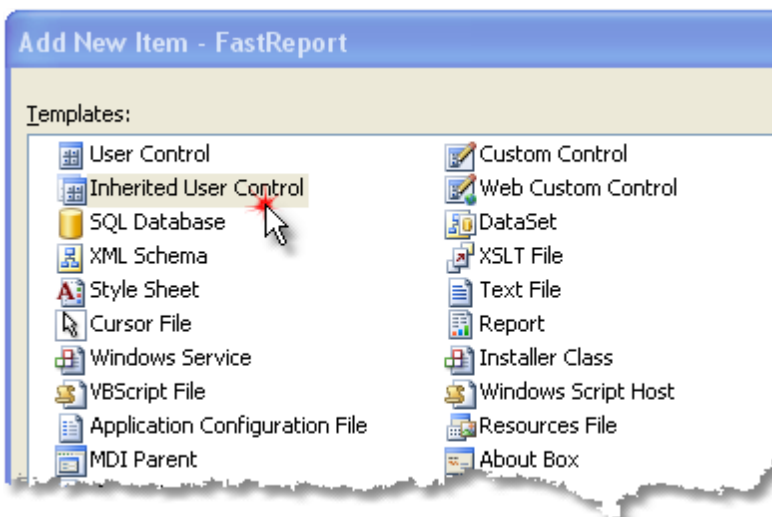 Add New Item - FastReport
Templates:
User Control
Custom Control
Inherited User Control
Web Custom Control
SQL Database
DataSet
XML Schema
XSLT File
Style Sheet
Text File
Cursor File
Report
Windows Service
Installer Class
VBScript File
Windows Script Host
Application Configuration File
Resources File
MDI Parent
About Box